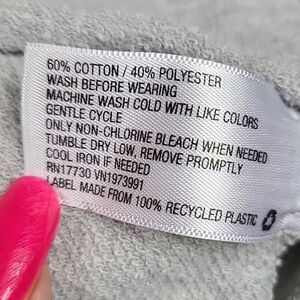 60% COTTON / 40% POLYESTER
WASH BEFORE WEARING
MACHINE WASH COLD WITH LIKE COLORS
GENTLE CYCLE
ONLY NON-CHLORINE BLEACH WHEN NEEDED
TUMBLE DRY LOW, REMOVE PROMPTLY
COOL IRON IF NEEDED
RN17730 VN1973991
LABEL MADE FROM 100% RECYCLED PLASTIC